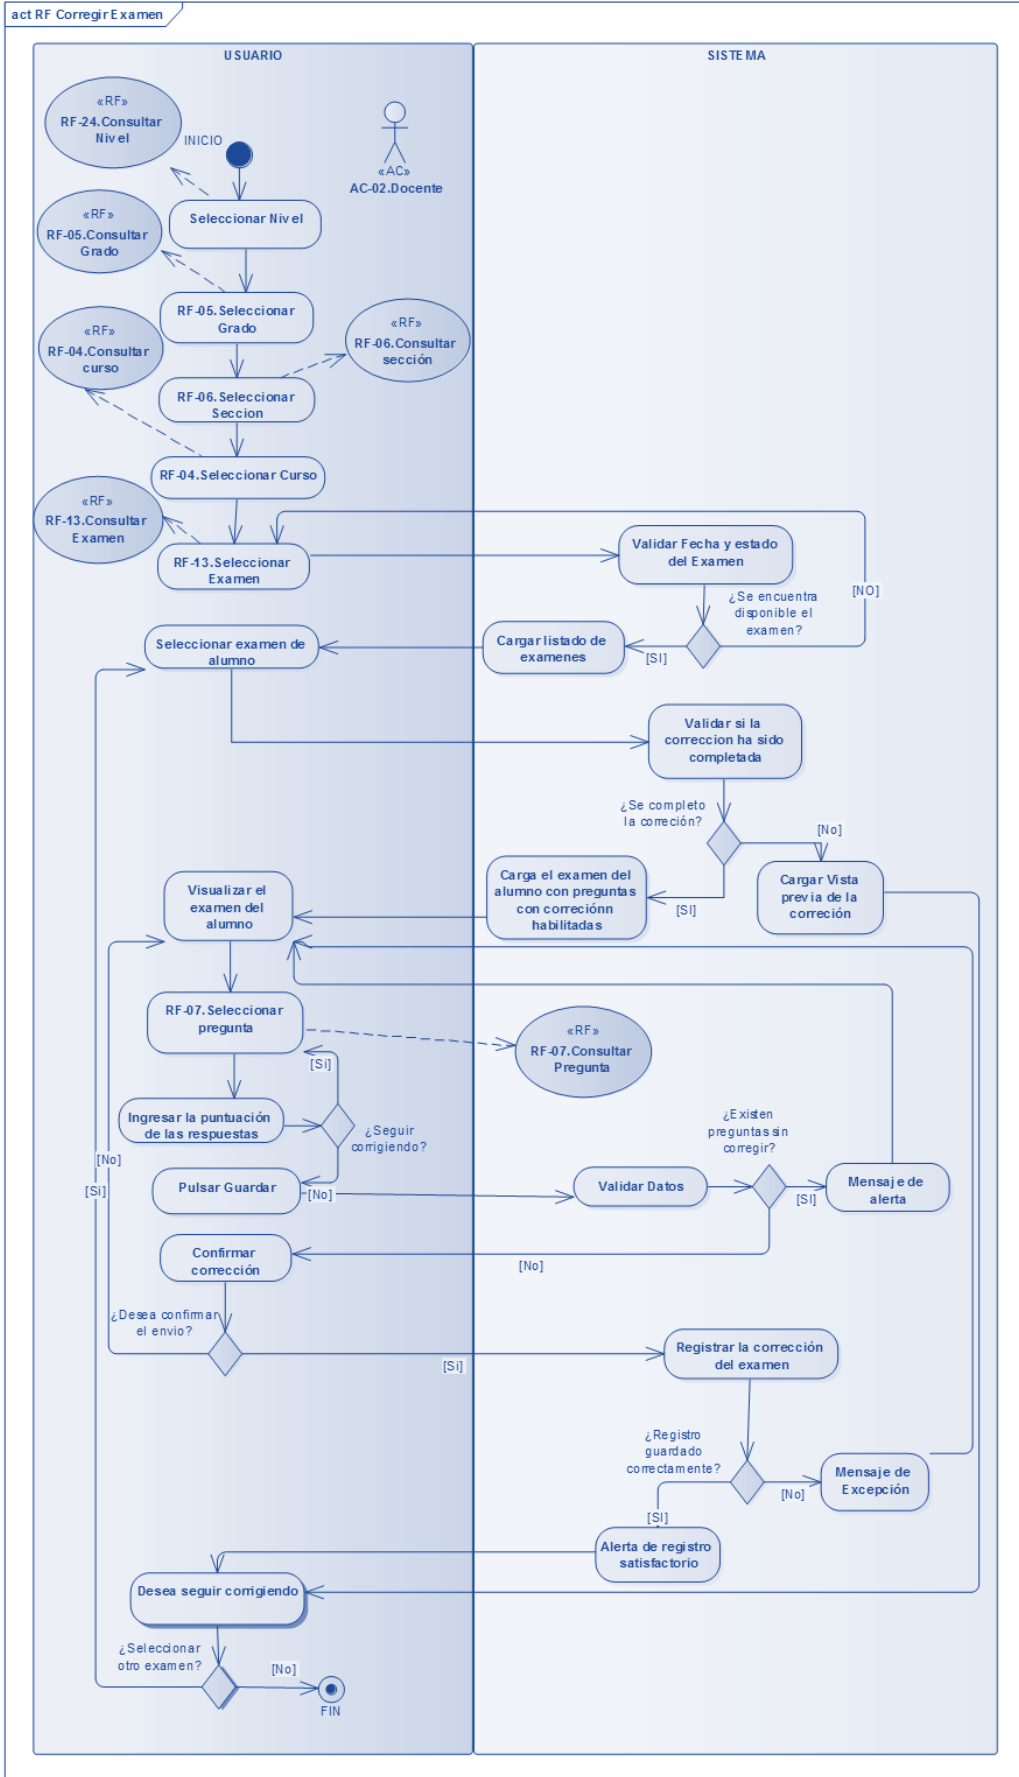 act RF Corregir Examen
USUARIO
SISTEMA
«RF»
RF-24.Consultar
Nivel
INICIO
«AC»
AC-02.Docente
Seleccionar Nivel
«RF»
RF-05.Consultar
Grado
RF-05.Seleccionar
Grado
«RF»
RF-06.Consultar
sección
«RF»
RF-04.Consultar
curso
RF-06.Seleccionar
Seccion
RF-04.Seleccionar Curso
«RF»
RF-13.Consultar
Examen
RF-13.Seleccionar
Examen
Validar Fecha y estado
del Examen
[NO]
¿Se encuentra
disponible el
examen?
[SI]
Cargar listado de
examenes
Seleccionar examen de
alumno
Validar si la
correccion ha sido
completada
¿Se completo
la correción?
[No]
Cargar Vista
previa de la
correción
[SI]
Carga el examen del
alumno con preguntas
con correciónn
habilitadas
Visualizar el
examen del
alumno
RF-07.Seleccionar
pregunta
«RF»
RF-07.Consultar
Pregunta
[Si]
Ingresar la puntuación
de las respuestas
¿Seguir
corrigiendo?
¿Existen
preguntas sin
corregir?
[No]
[Si]
Pulsar Guardar
[No]
Validar Datos
[SI]
Mensaje de
alerta
Confirmar
corrección
[No]
¿Desea confirmar
el envio?
[Si]
Registrar la corrección
del examen
¿Registro
guardado
correctamente?
[No]
Mensaje de
Excepción
[SI]
Alerta de registro
satisfactorio
Desea seguir corrigiendo
¿Seleccionar
otro examen?
[No]
FIN